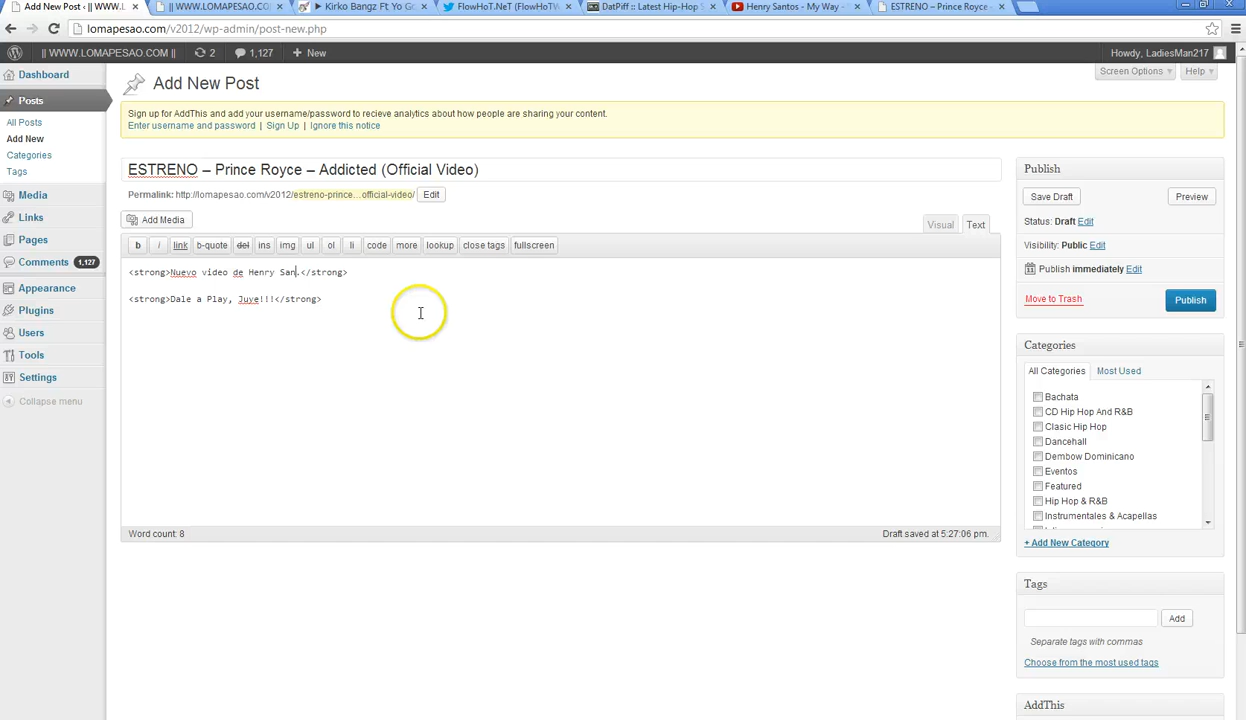 Add New Post ‹ || WWW.L
|| WWW.LOMAPESAO.COM
Kirko Bangz Ft Yo Go
FlowHoT.NeT (FlowHoTW
DatPiff :: Latest Hip-Hop
Henry Santos - My Way -
ESTRENO – Prince Royce -
lomapesao.com/v2012/wp-admin/post-new.php
|| WWW.LOMAPESAO.COM ||
2
1,127
+ New
Howdy, LadiesMan217
Dashboard
Posts
All Posts
Add New
Categories
Tags
Media
Links
Pages
Comments 1,127
Appearance
Plugins
Users
Tools
Settings
Collapse menu
Add New Post
Screen Options
Help
Sign up for AddThis and add your username/password to recieve analytics about how people are sharing your content.
Enter username and password | Sign Up | Ignore this notice
ESTRENO – Prince Royce – Addicted (Official Video)
Permalink: http://lomapesao.com/v2012/estreno-prince…official-video/ Edit
Add Media
Visual
Text
b
i
link
b-quote
del
ins
img
ul
ol
li
code
more
lookup
close tags
fullscreen
<strong>Nuevo video de Henry San.</strong>
<strong>Dale a Play, Juye!!!</strong>
Word count: 8
Draft saved at 5:27:06 pm.
Publish
Save Draft
Preview
Status: Draft Edit
Visibility: Public Edit
Publish immediately Edit
Move to Trash
Publish
Categories
All Categories
Most Used
Bachata
CD Hip Hop And R&B
Clasic Hip Hop
Dancehall
Dembow Dominicano
Eventos
Featured
Hip Hop & R&B
Instrumentales & Acapellas
+ Add New Category
Tags
Add
Separate tags with commas
Choose from the most used tags
AddThis